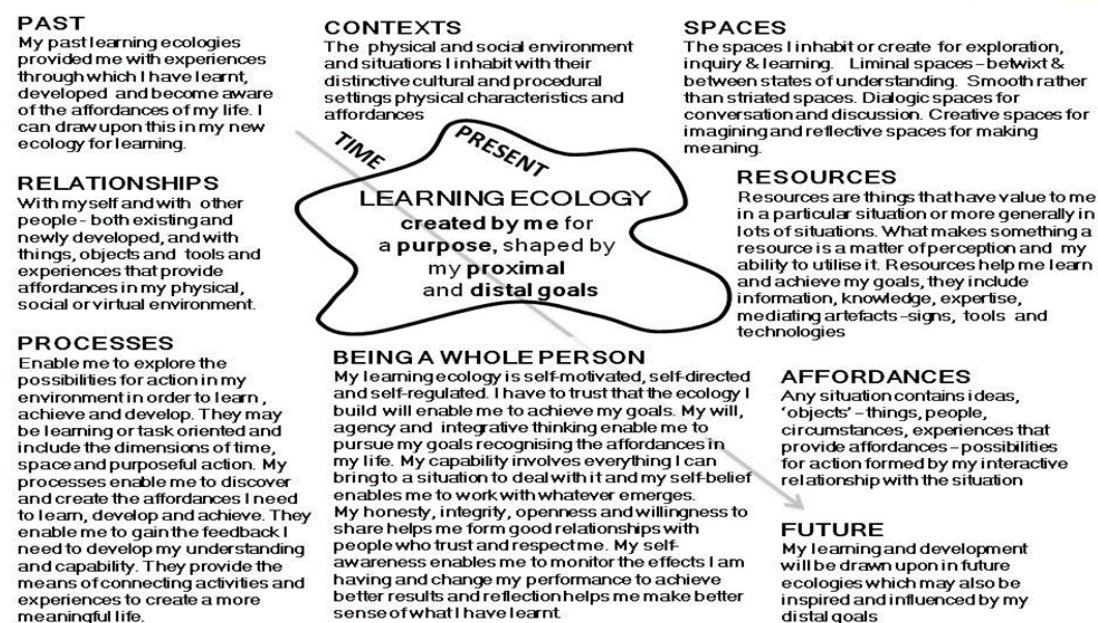 PAST
My past learning ecologies
provided me with experiences
through which I have learnt,
developed and become aware
of the affordances of my life. I
can draw upon this in my new
ecology for learning.
CONTEXTS
The physical and social environment
and situations I inhabit with their
distinctive cultural and procedural
settings physical characteristics and
affordances
SPACES
The spaces I inhabit or create for exploration,
inquiry & learning. Liminal spaces – betwixt &
between states of understanding. Smooth rather
than striated spaces. Dialogic spaces for
conversation and discussion. Creative spaces for
imagining and reflective spaces for making
meaning.
TIME
PRESENT
LEARNING ECOLOGY
created by me for
a purpose, shaped by
my proximal
and distal goals
RELATIONSHIPS
With myself and with other
people - both existing and
newly developed, and with
things, objects and tools and
experiences that provide
affordances in my physical,
social or virtual environment.
RESOURCES
Resources are things that have value to me
in a particular situation or more generally in
lots of situations. What makes something a
resource is a matter of perception and my
ability to utilise it. Resources help me learn
and achieve my goals, they include
information, knowledge, expertise,
mediating artefacts –signs, tools and
technologies
PROCESSES
Enable me to explore the
possibilities for action in my
environment in order to learn ,
achieve and develop. They may
be learning or task oriented and
include the dimensions of time,
space and purposeful action. My
processes enable me to discover
and create the affordances I need
to learn, develop and achieve. They
enable me to gain the feedback I
need to develop my understanding
and capability. They provide the
means of connecting activities and
experiences to create a more
meaningful life.
BEING A WHOLE PERSON
My learning ecology is self-motivated, self-directed
and self-regulated. I have to trust that the ecology I
build will enable me to achieve my goals. My will,
agency and integrative thinking enable me to
pursue my goals recognising the affordances in
my life. My capability involves everything I can
bring to a situation to deal with it and my self-belief
enables me to work with whatever emerges.
My honesty, integrity, openness and willingness to
share helps me form good relationships with
people who trust and respect me. My self-
awareness enables me to monitor the effects I am
having and change my performance to achieve
better results and reflection helps me make better
sense of what I have learnt
AFFORDANCES
Any situation contains ideas,
‘objects’ – things, people,
circumstances, experiences that
provide affordances – possibilities
for action formed by my interactive
relationship with the situation
FUTURE
My learning and development
will be drawn upon in future
ecologies which may also be
inspired and influenced by my
distal goals